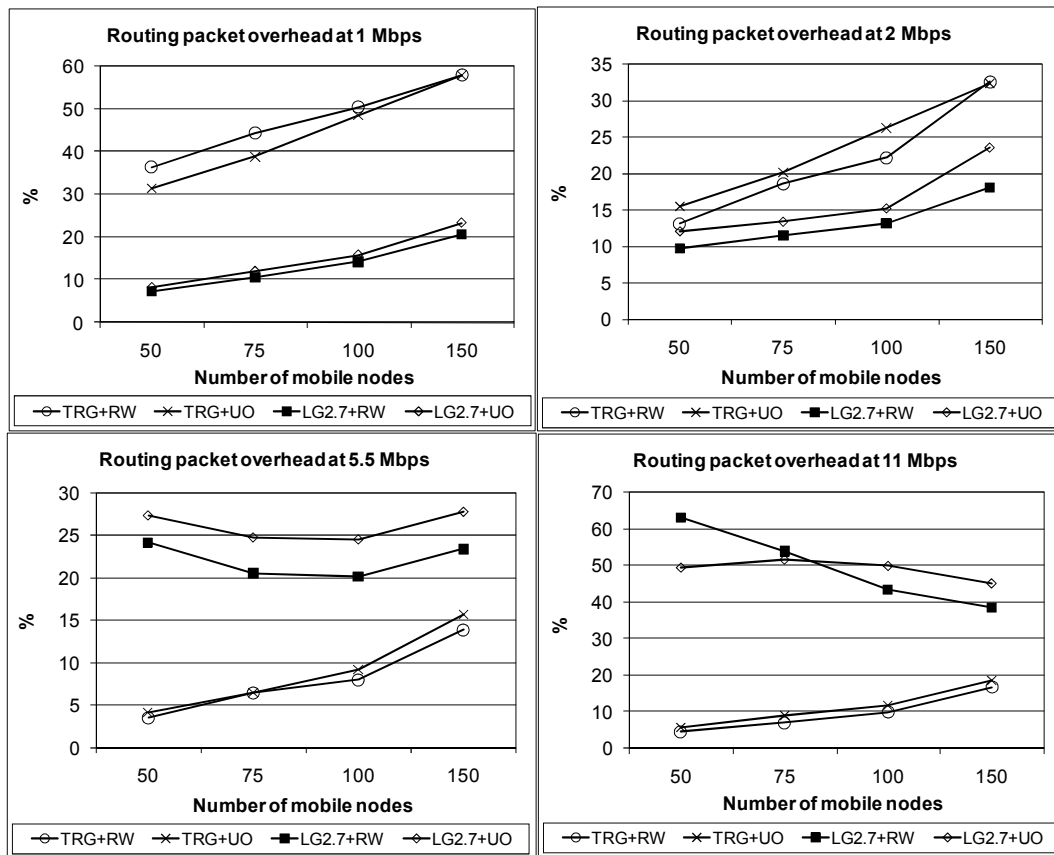 Routing packet overhead at 1 Mbps
60
50
40
30
20
10
0
%
50 75 100 150
Number of mobile nodes
TRG+RW TRG+UO LG2.7+RW LG2.7+UO
Routing packet overhead at 2 Mbps
35
30
25
20
15
10
5
0
%
50 75 100 150
Number of mobile nodes
TRG+RW TRG+UO LG2.7+RW LG2.7+UO
Routing packet overhead at 5.5 Mbps
30
25
20
15
10
5
0
%
50 75 100 150
Number of mobile nodes
TRG+RW TRG+UO LG2.7+RW LG2.7+UO
Routing packet overhead at 11 Mbps
70
60
50
40
30
20
10
0
%
50 75 100 150
Number of mobile nodes
TRG+RW TRG+UO LG2.7+RW LG2.7+UO